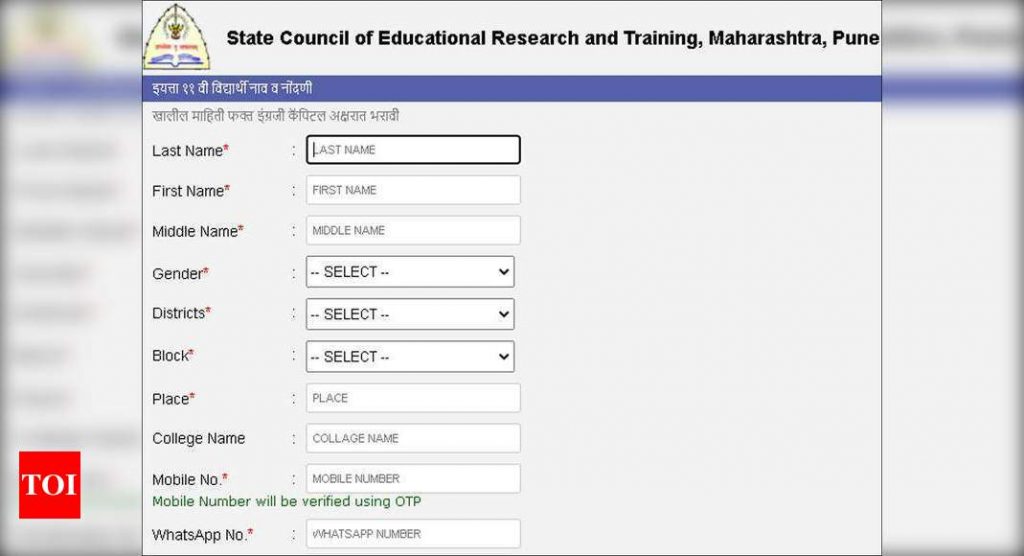 State Council of Educational Research and Training, Maharashtra, Pune
इयत्ता ११ वी विद्यार्थी नाव व नोंदणी
खालील माहिती फक्त इंग्रजी कॅपिटल अक्षरात भरावी
Last Name* : LAST NAME
First Name* : FIRST NAME
Middle Name* : MIDDLE NAME
Gender* : -- SELECT --
Districts* : -- SELECT --
Block* : -- SELECT --
Place* : PLACE
College Name : COLLAGE NAME
Mobile No.* : MOBILE NUMBER
Mobile Number will be verified using OTP
WhatsApp No.* : WHATSAPP NUMBER
TOI